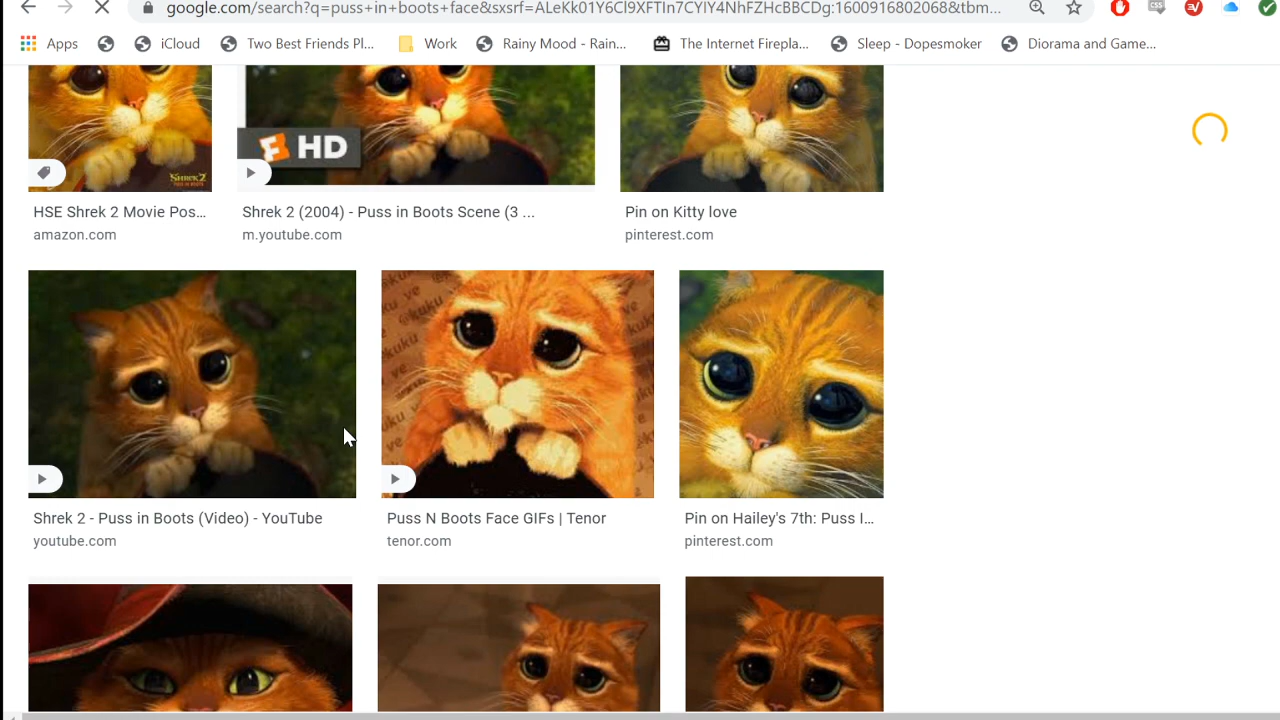 google.com/search?q=puss+in+boots+face&sxsrf=ALeKk01Y6Cl9XFTIn7CYlY4NhFZHcBBCDg:1600916802068&tbm...
Apps iCloud Two Best Friends Pl... Work Rainy Mood - Rain... The Internet Firepla... Sleep - Dopesmoker Diorama and Game...
HD
SHREK 2
HSE Shrek 2 Movie Pos...
amazon.com
Shrek 2 (2004) - Puss in Boots Scene (3 ...
m.youtube.com
Pin on Kitty love
pinterest.com
@kuku_ve
Shrek 2 - Puss in Boots (Video) - YouTube
youtube.com
Puss N Boots Face GIFs | Tenor
tenor.com
Pin on Hailey's 7th: Puss I...
pinterest.com